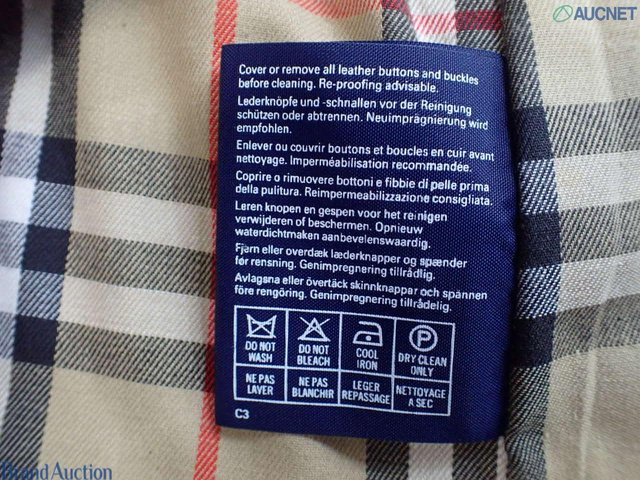 AUCNET
Cover or remove all leather buttons and buckles
before cleaning. Re-proofing advisable.
Lederknöpfe und -schnallen vor der Reinigung
schützen oder abtrennen. Neuimprägnierung wird
empfohlen.
Enlever ou couvrir boutons et boucles en cuir avant
nettoyage. Imperméabilisation recommandée.
Coprire o rimuovere bottoni e fibbie di pelle prima
della pulitura. Reimpermeabilizzazione consigliata.
Leren knopen en gespen voor het reinigen
verwijderen of beschermen. Opnieuw
waterdichtmaken aanbevelenswaardig.
Fjern eller overdæk læderknapper og spænder
før rensning. Genimpregnering tillrådlig.
Avlagsna eller övertäck skinnknappar och spännen
före rengöring. Genimpregnering tillrådelig.
DO NOT WASH
DO NOT BLEACH
COOL IRON
P
DRY CLEAN ONLY
NE PAS LAVER
NE PAS BLANCHIR
LEGER REPASSAGE
NETTOYAGE A SEC
C3
Brand Auction